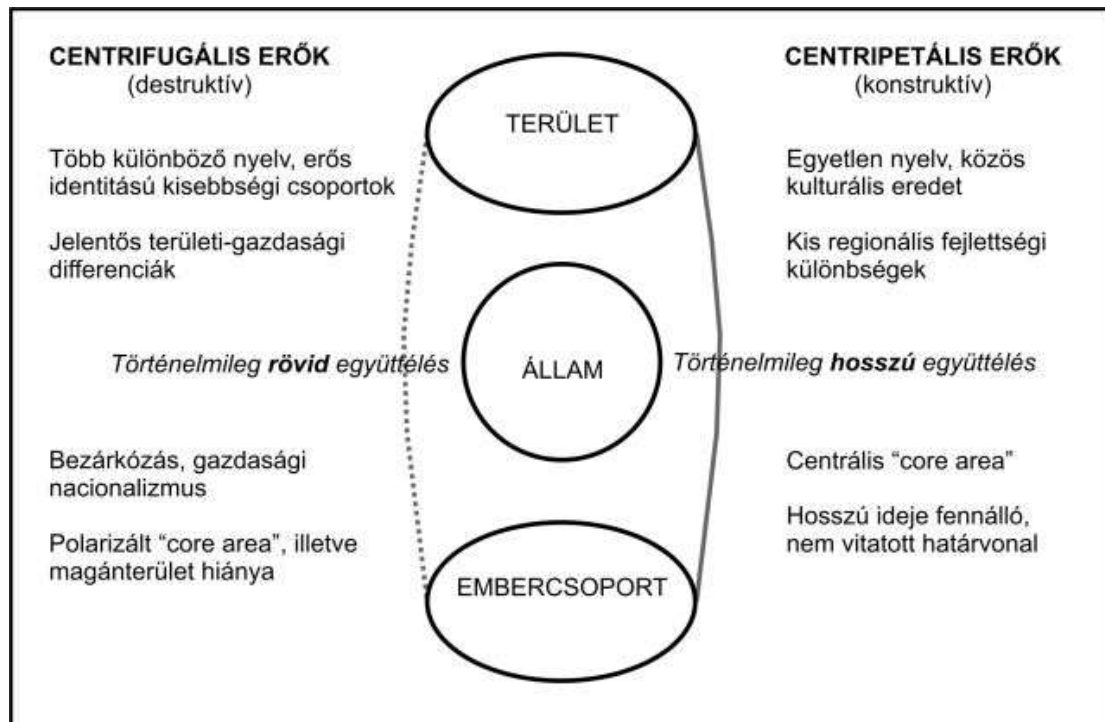 CENTRIFUGÁLIS ERŐK
(destruktív)
Több különböző nyelv, erős
identitású kisebbségi csoportok
Jelentős területi-gazdasági
differenciák
Történelmileg rövid együttélés
Bezárkózás, gazdasági
nacionalizmus
Polarizált “core area”, illetve
magánterület hiánya
TERÜLET
ÁLLAM
EMBERCSOPORT
CENTRIPETÁLIS ERŐK
(konstruktív)
Egyetlen nyelv, közös
kulturális eredet
Kis regionális fejlettségi
különbségek
Történelmileg hosszú együttélés
Centrális “core area”
Hosszú ideje fennálló,
nem vitatott határvonal